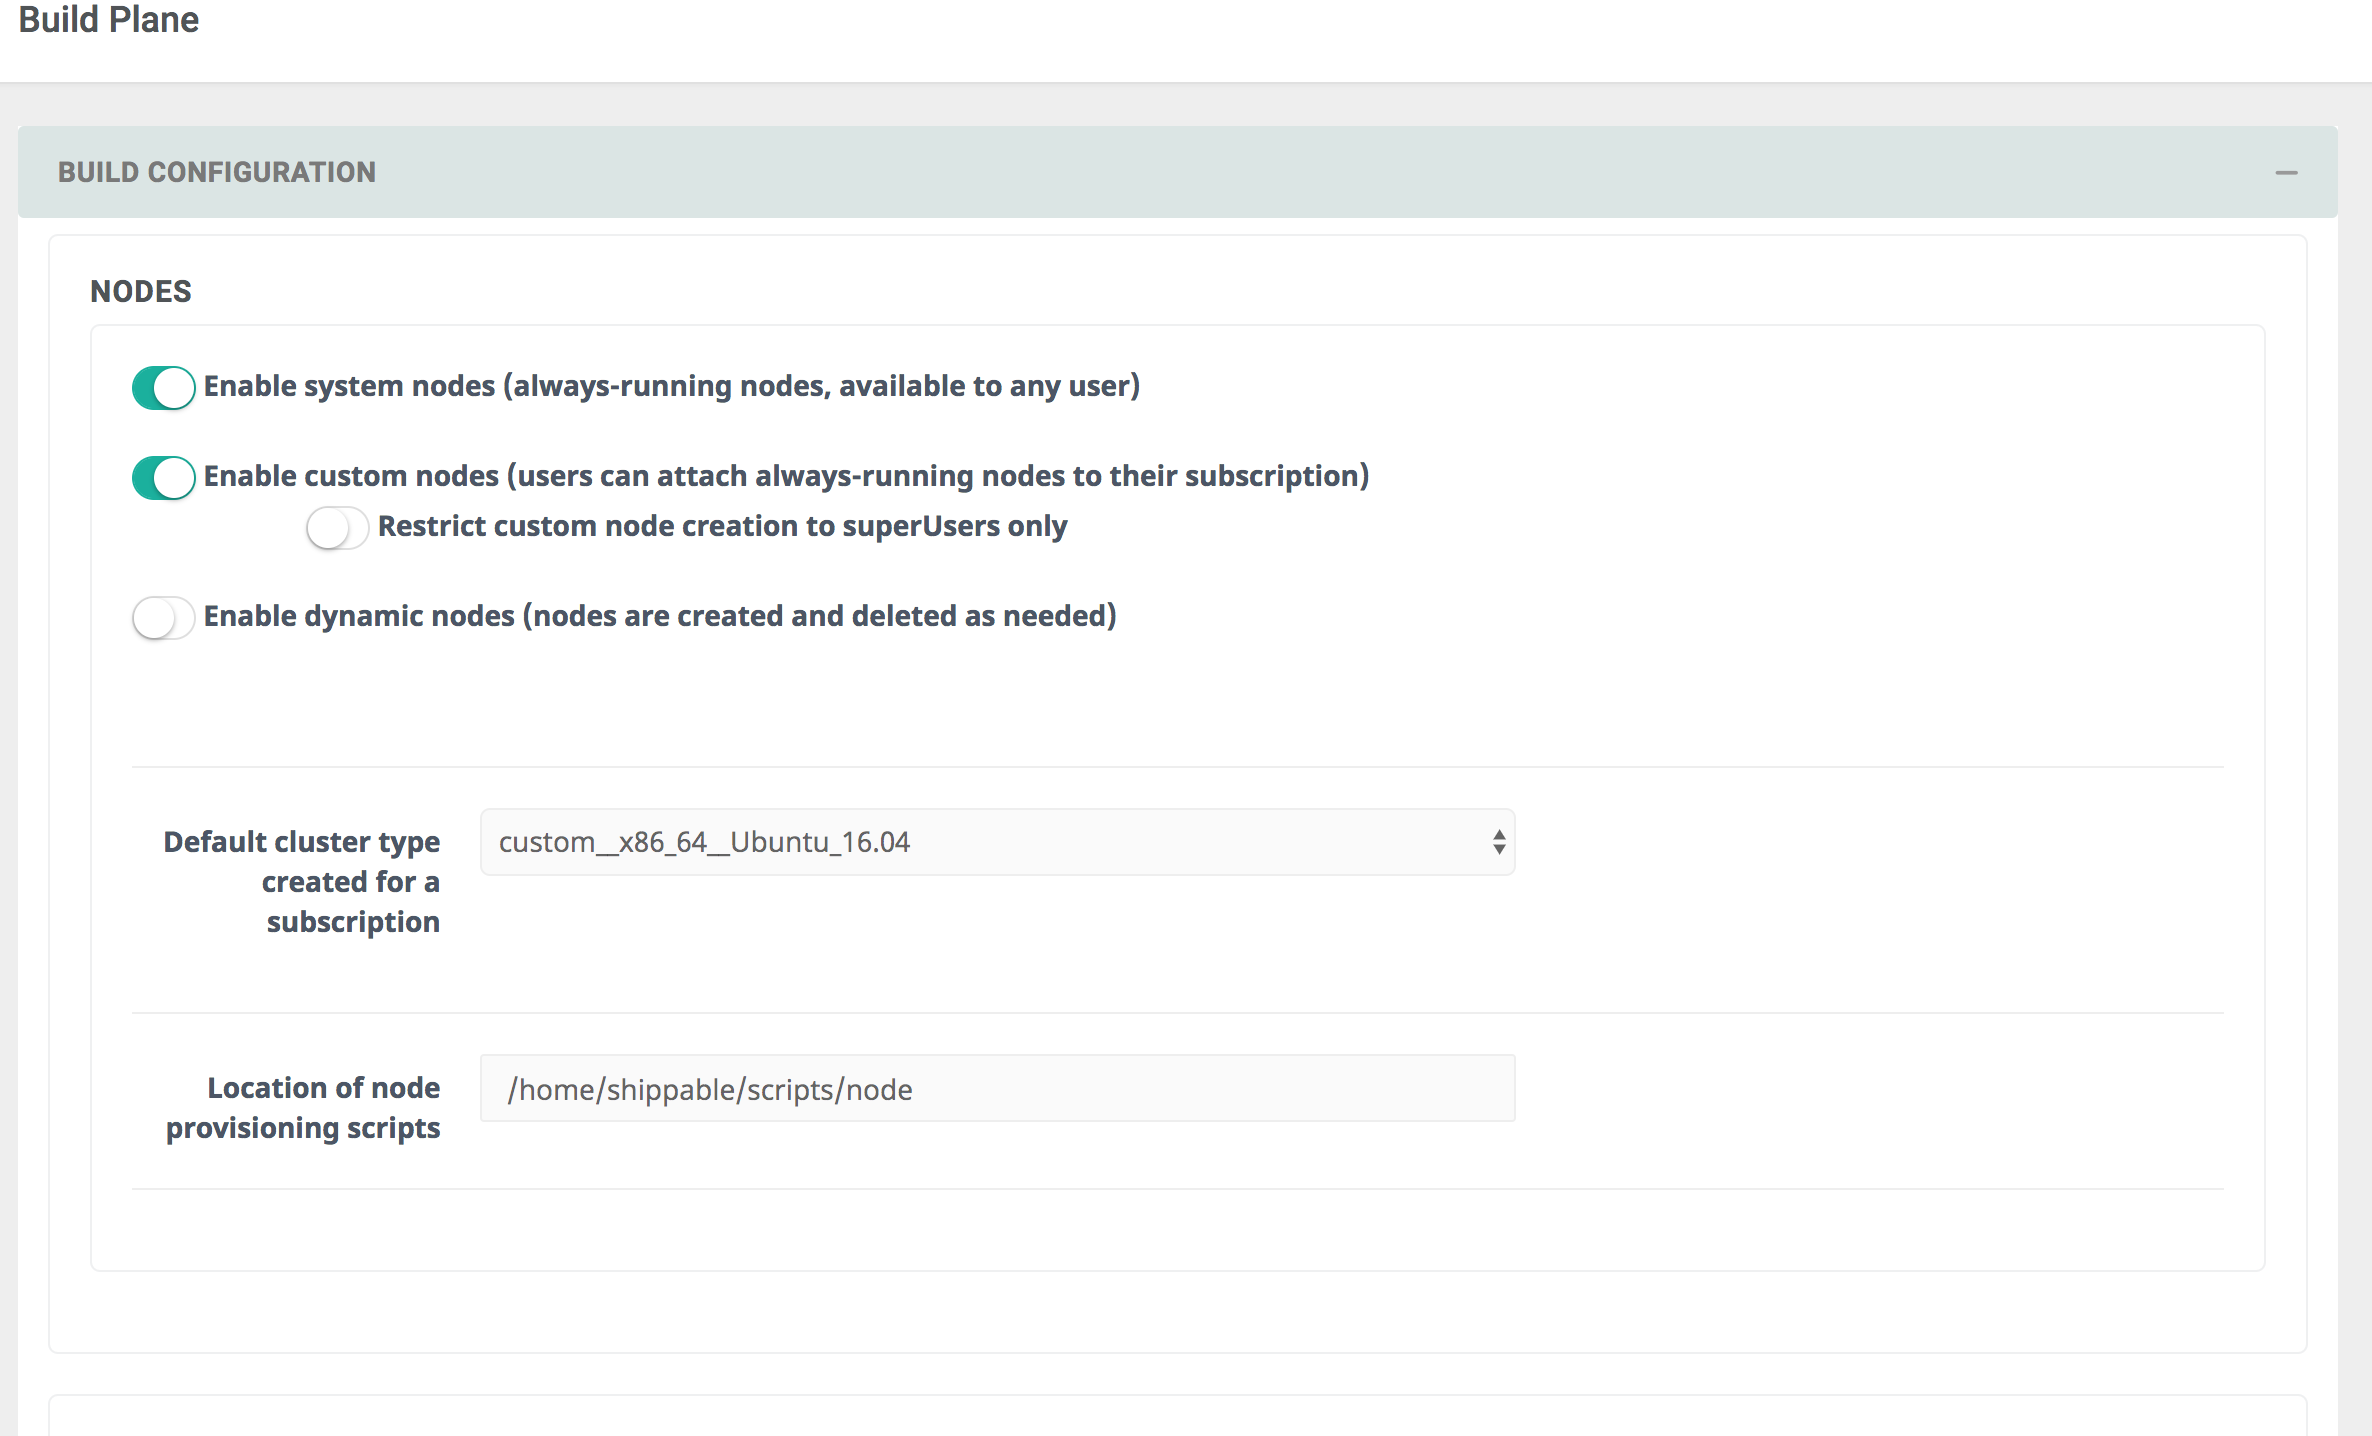 Build Plane
BUILD CONFIGURATION
NODES
Enable system nodes (always-running nodes, available to any user)
Enable custom nodes (users can attach always-running nodes to their subscription)
Restrict custom node creation to superUsers only
Enable dynamic nodes (nodes are created and deleted as needed)
Default cluster type
created for a
subscription
custom__x86_64__Ubuntu_16.04
Location of node
provisioning scripts
/home/shippable/scripts/node